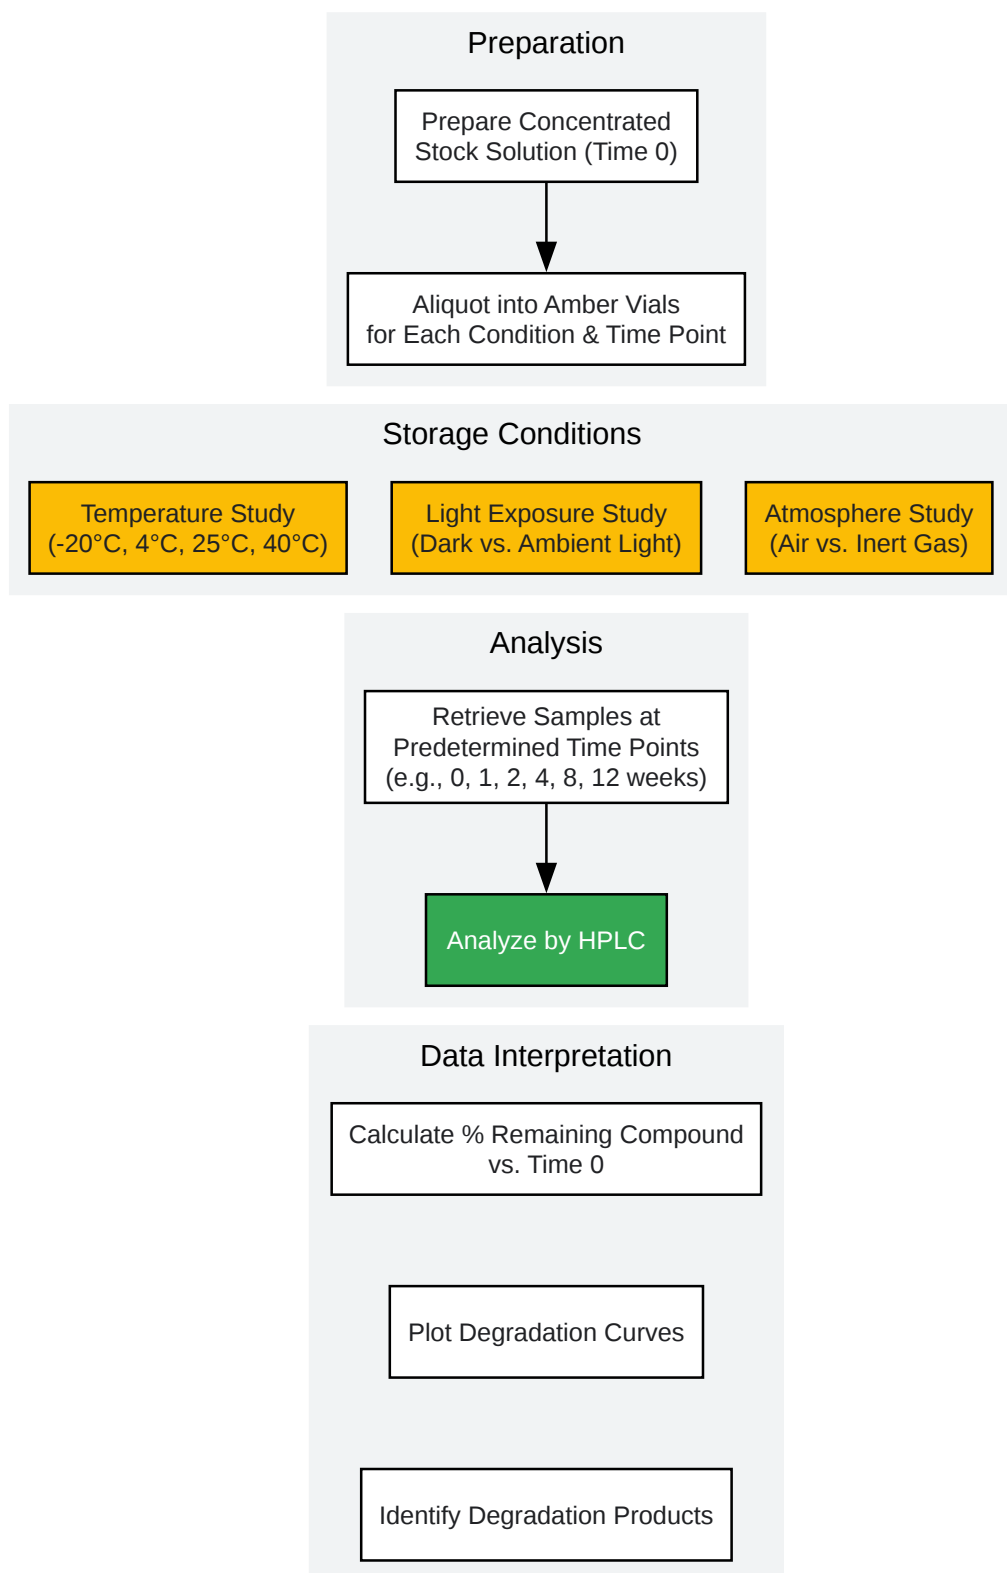 Preparation
Prepare Concentrated
Stock Solution (Time 0)
Aliquot into Amber Vials
for Each Condition & Time Point
Storage Conditions
Temperature Study
(-20°C, 4°C, 25°C, 40°C)
Light Exposure Study
(Dark vs. Ambient Light)
Atmosphere Study
(Air vs. Inert Gas)
Analysis
Retrieve Samples at
Predetermined Time Points
(e.g., 0, 1, 2, 4, 8, 12 weeks)
Analyze by HPLC
Data Interpretation
Calculate % Remaining Compound
vs. Time 0
Plot Degradation Curves
Identify Degradation Products